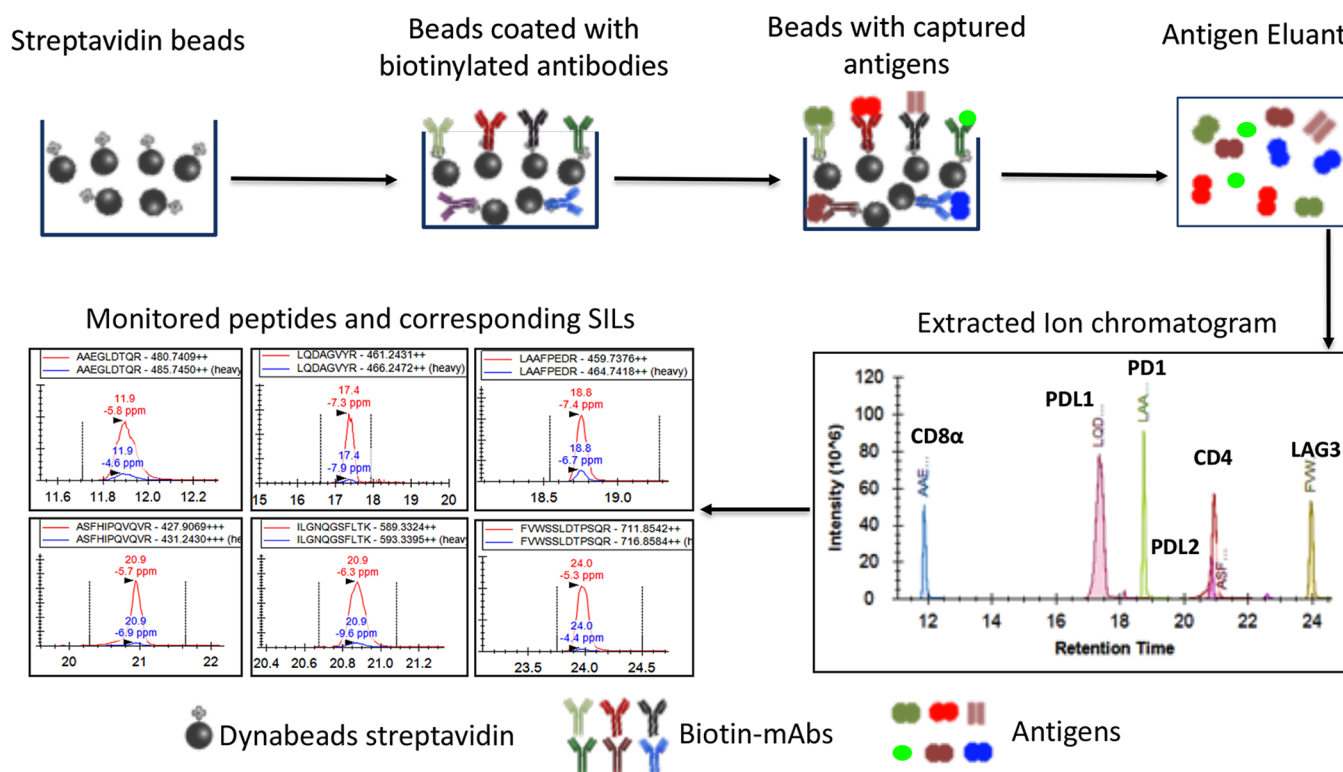 Streptavidin beads
Beads coated with
biotinylated antibodies
Beads with captured
antigens
Antigen Eluant
Monitored peptides and corresponding SILs
AAEGLDTQR - 480.7409++
AAEGLDTQR - 485.7450++ (heavy
11.9
-5.8 ppm
11.9
-4.6 ppm
11.6 11.8 12.0 12.2
LQDAGVYR - 461.2431++
LQDAGVYR - 466.2472++ (heavy)
17.4
-7.3 ppm
17.4
-7.9 ppm
15 16 17 18 19 20
LAAFPEDR - 459.7376++
LAAFPEDR - 464.7418++ (heavy)
18.8
-7.4 ppm
18.8
-6.7 ppm
18.5 19.0
ASFHIPQVQVR - 427.9069+++
ASFHIPQVQVR - 431.2430+++ (he
20.9
-5.7 ppm
20.9
-6.9 ppm
20 21 22
ILGNQGSFLTK - 589.3324++
ILGNQGSFLTK - 593.3395++ (heavy
20.9
-6.3 ppm
20.9
-9.6 ppm
20.4 20.6 20.8 21.0 21.2
FVWSSLDTPSQR - 711.8542++
FVWSSLDTPSQR - 716.8584++ (h
24.0
-5.3 ppm
24.0
-4.4 ppm
23.5 24.0 24.5
Extracted Ion chromatogram
Intensity (10^6)
120
100
80
60
40
20
0
CD8α
AAE...
PDL1
LQD...
PD1
LAA...
PDL2
CD4
ASF...
LAG3
FVW
12 14 16 18 20 22 24
Retention Time
Dynabeads streptavidin
Biotin-mAbs
Antigens